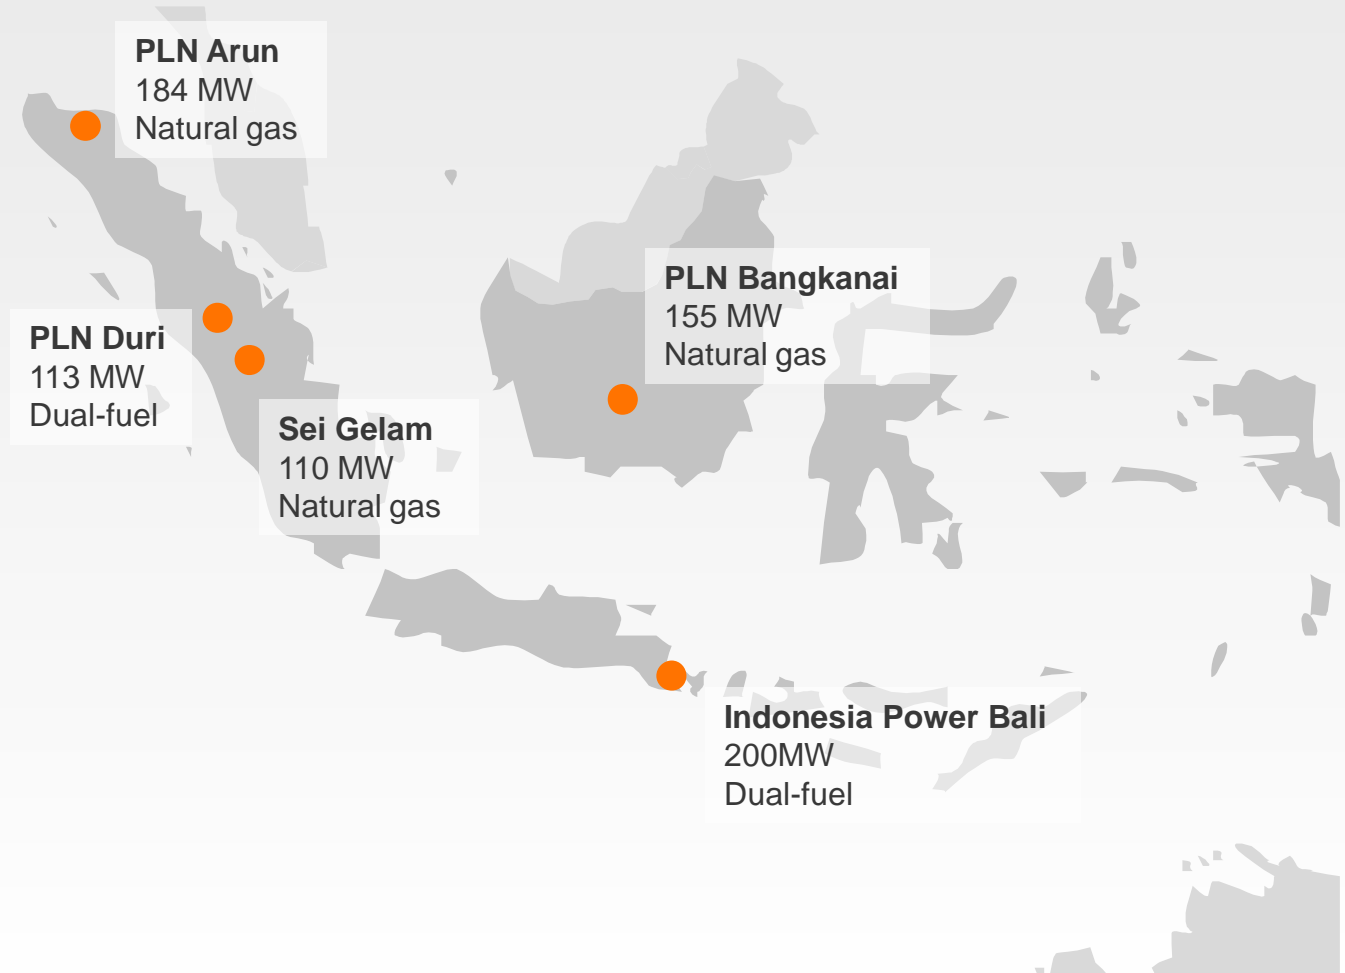 PLN Arun
184 MW
Natural gas
PLN Bangkanai
155 MW
Natural gas
PLN Duri
113 MW
Dual-fuel
Sei Gelam
110 MW
Natural gas
Indonesia Power Bali
200MW
Dual-fuel